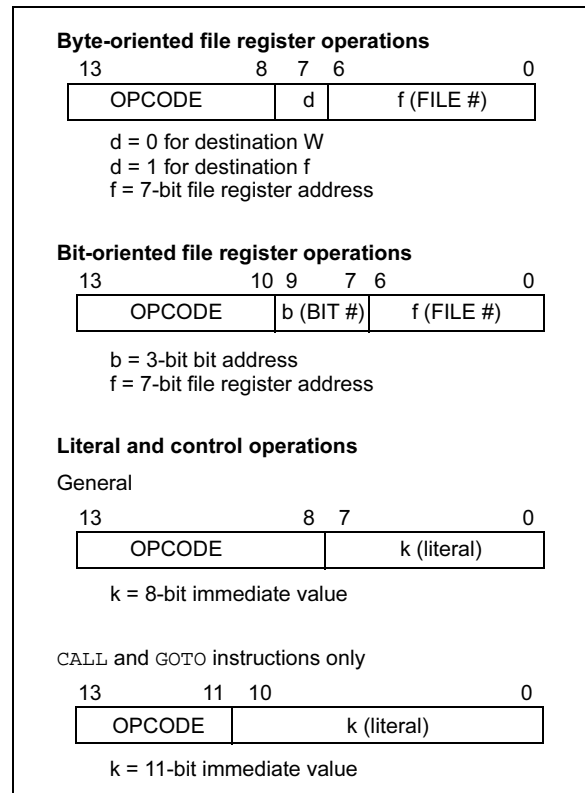 Byte-oriented file register operations
13 8 7 6 0
OPCODE d f (FILE #)
d = 0 for destination W
d = 1 for destination f
f = 7-bit file register address
Bit-oriented file register operations
13 10 9 7 6 0
OPCODE b (BIT #) f (FILE #)
b = 3-bit bit address
f = 7-bit file register address
Literal and control operations
General
13 8 7 0
OPCODE k (literal)
k = 8-bit immediate value
CALL and GOTO instructions only
13 11 10 0
OPCODE k (literal)
k = 11-bit immediate value